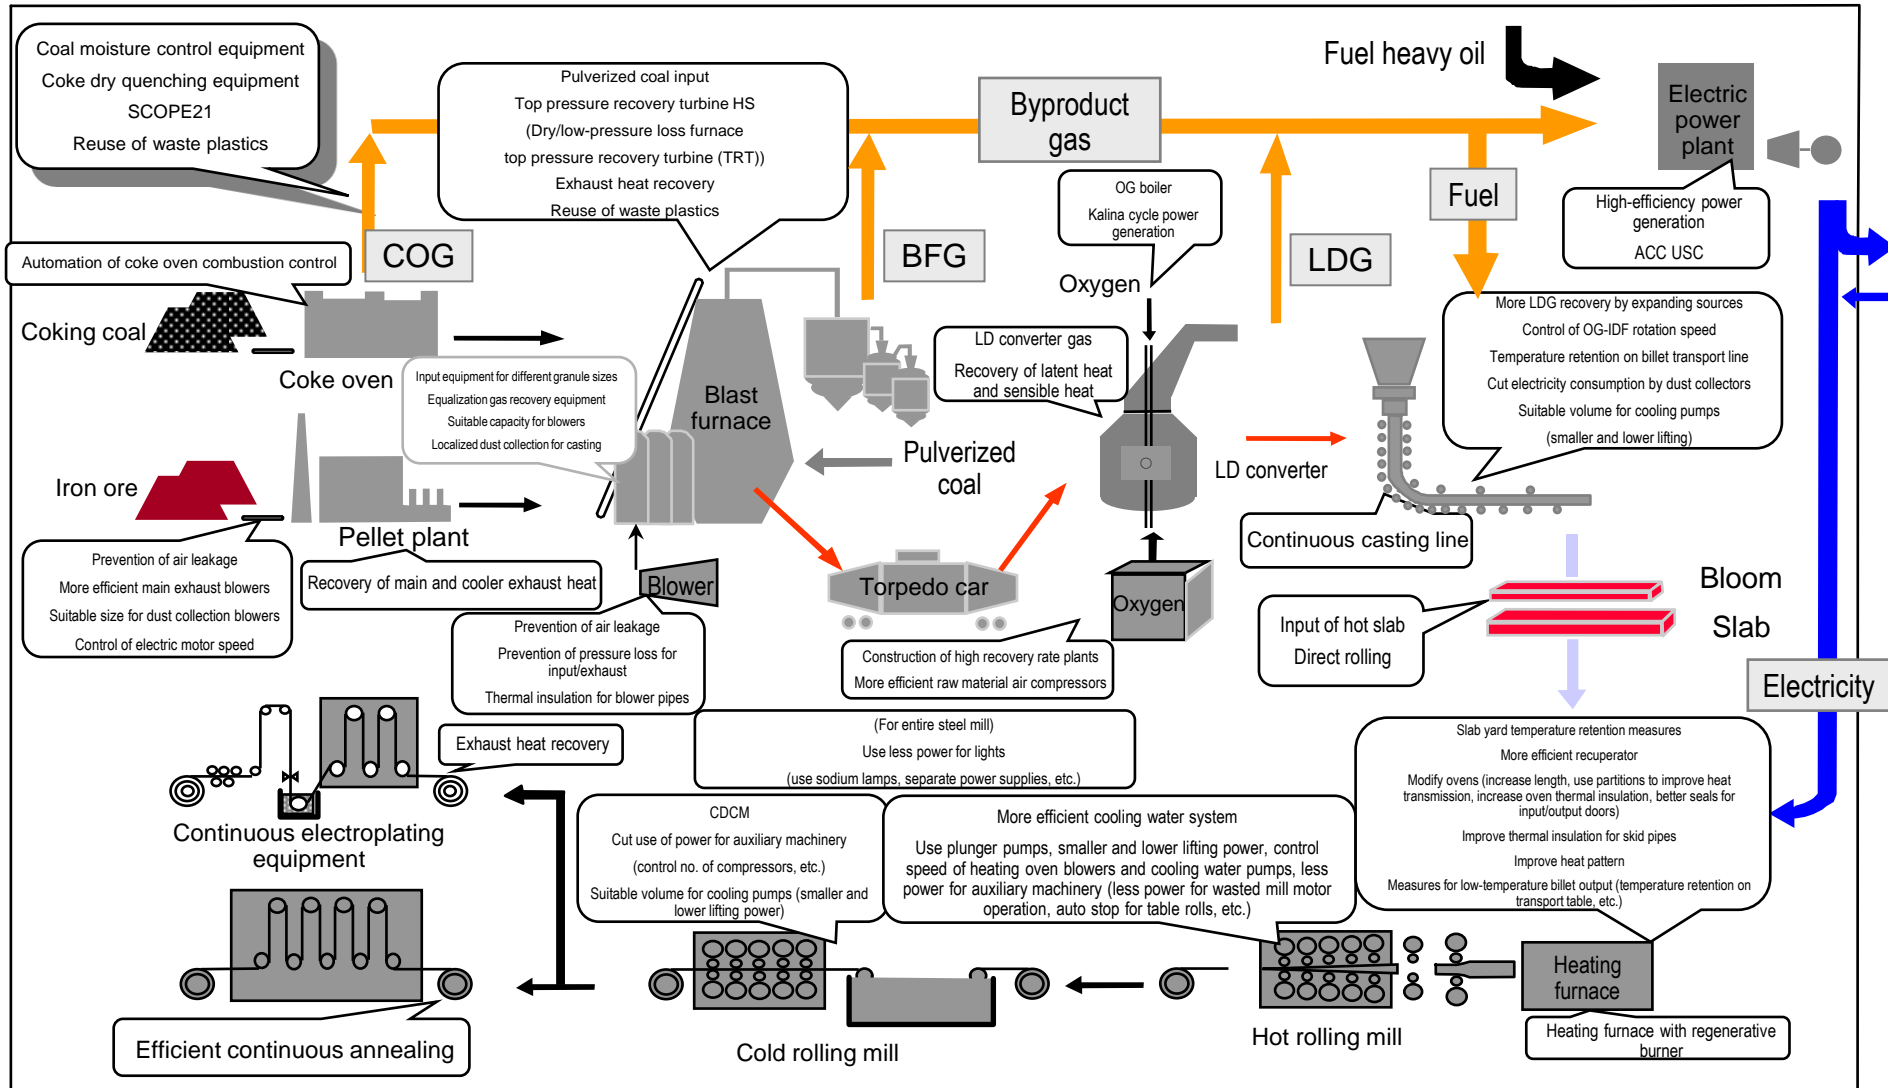 Coal moisture control equipment
Coke dry quenching equipment
SCOPE21
Reuse of waste plastics
Pulverized coal input
Top pressure recovery turbine HS
(Dry/low-pressure loss furnace
top pressure recovery turbine (TRT))
Exhaust heat recovery
Reuse of waste plastics
Byproduct
gas
Fuel heavy oil
Electric
power
plant
OG boiler
Kalina cycle power
generation
Fuel
High-efficiency power
generation
ACC USC
Automation of coke oven combustion control
COG
BFG
LDG
Oxygen
Coking coal
Coke oven
Input equipment for different granule sizes
Equalization gas recovery equipment
Suitable capacity for blowers
Localized dust collection for casting
Blast
furnace
LD converter gas
Recovery of latent heat
and sensible heat
More LDG recovery by expanding sources
Control of OG-IDF rotation speed
Temperature retention on billet transport line
Cut electricity consumption by dust collectors
Suitable volume for cooling pumps
(smaller and lower lifting)
Pulverized
coal
LD converter
Iron ore
Pellet plant
Continuous casting line
Prevention of air leakage
More efficient main exhaust blowers
Suitable size for dust collection blowers
Control of electric motor speed
Recovery of main and cooler exhaust heat
Blower
Torpedo car
Oxygen
Bloom
Slab
Input of hot slab
Direct rolling
Prevention of air leakage
Prevention of pressure loss for
input/exhaust
Thermal insulation for blower pipes
Construction of high recovery rate plants
More efficient raw material air compressors
Electricity
(For entire steel mill)
Use less power for lights
(use sodium lamps, separate power supplies, etc.)
Exhaust heat recovery
Slab yard temperature retention measures
More efficient recuperator
Modify ovens (increase length, use partitions to improve heat
transmission, increase oven thermal insulation, better seals for
input/output doors)
Improve thermal insulation for skid pipes
Improve heat pattern
Measures for low-temperature billet output (temperature retention on
transport table, etc.)
Continuous electroplating
equipment
CDCM
Cut use of power for auxiliary machinery
(control no. of compressors, etc.)
Suitable volume for cooling pumps (smaller and
lower lifting power)
More efficient cooling water system
Use plunger pumps, smaller and lower lifting power, control
speed of heating oven blowers and cooling water pumps, less
power for auxiliary machinery (less power for wasted mill motor
operation, auto stop for table rolls, etc.)
Heating
furnace
Efficient continuous annealing
Cold rolling mill
Hot rolling mill
Heating furnace with regenerative
burner